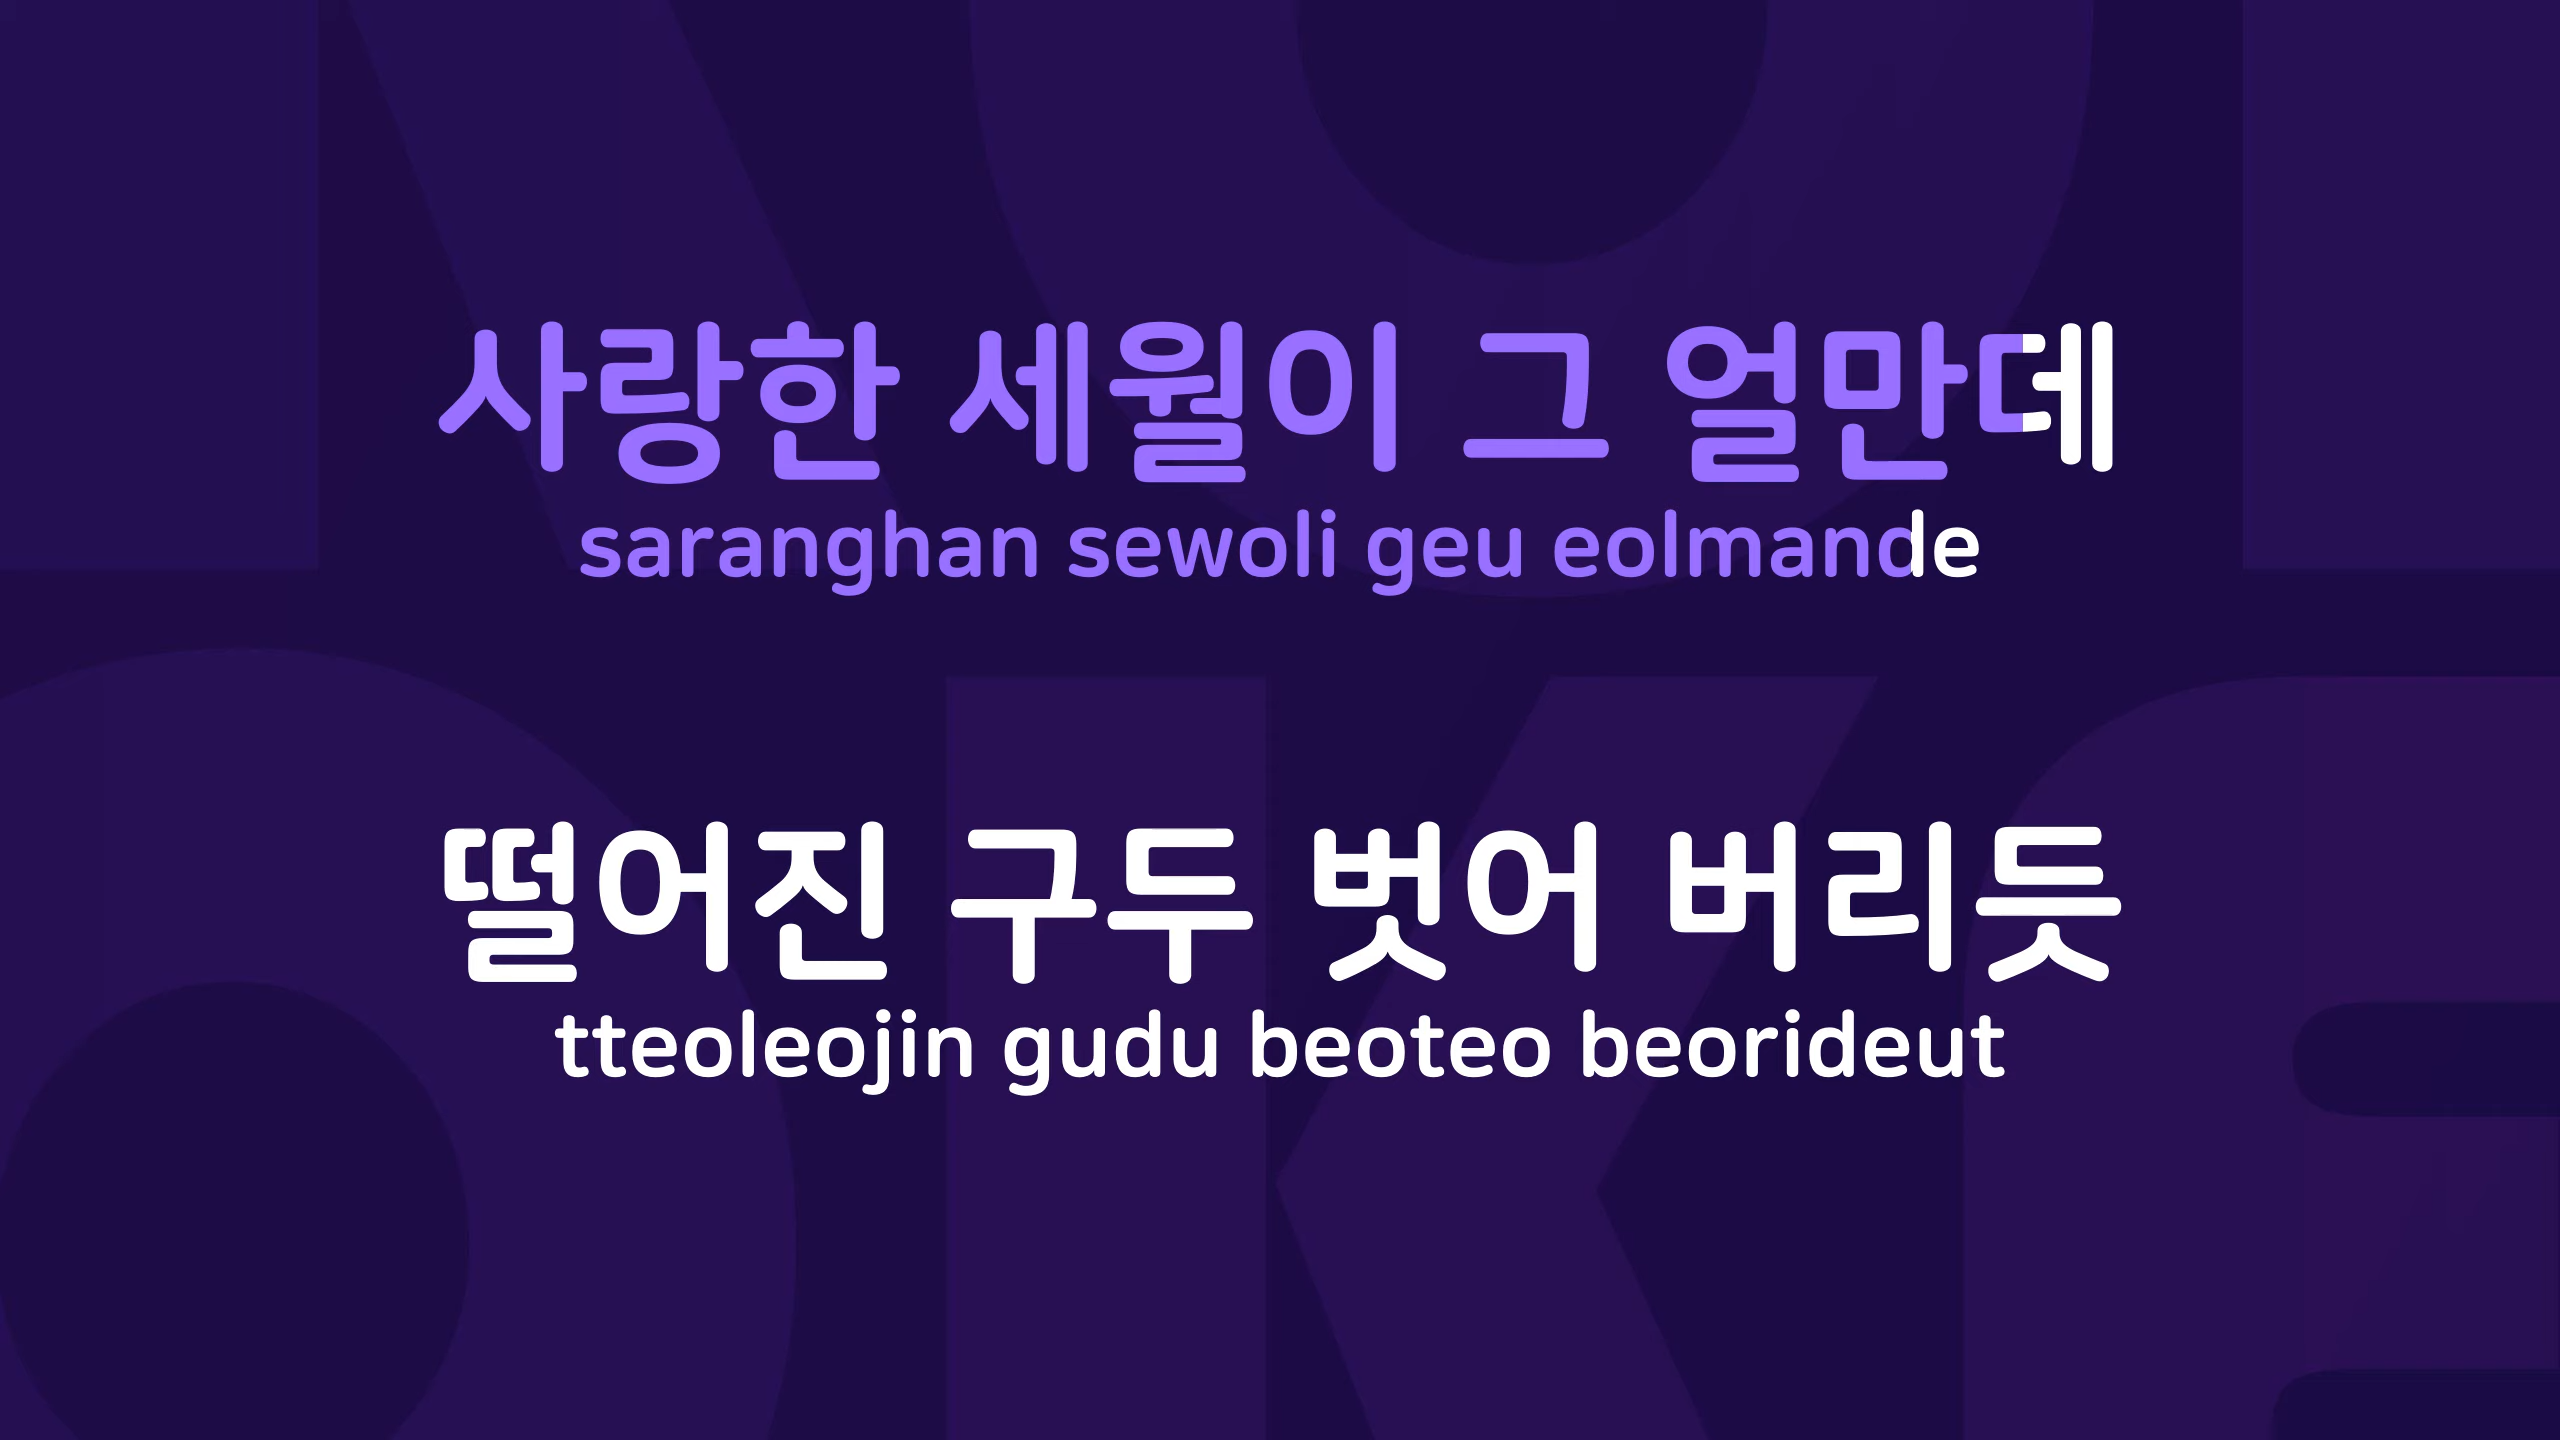 사랑한 세월이 그 얼만데
saranghan sewoli geu eolmande
떨어진 구두 벗어 버리듯
tteoleojin gudu beoteo beorideut